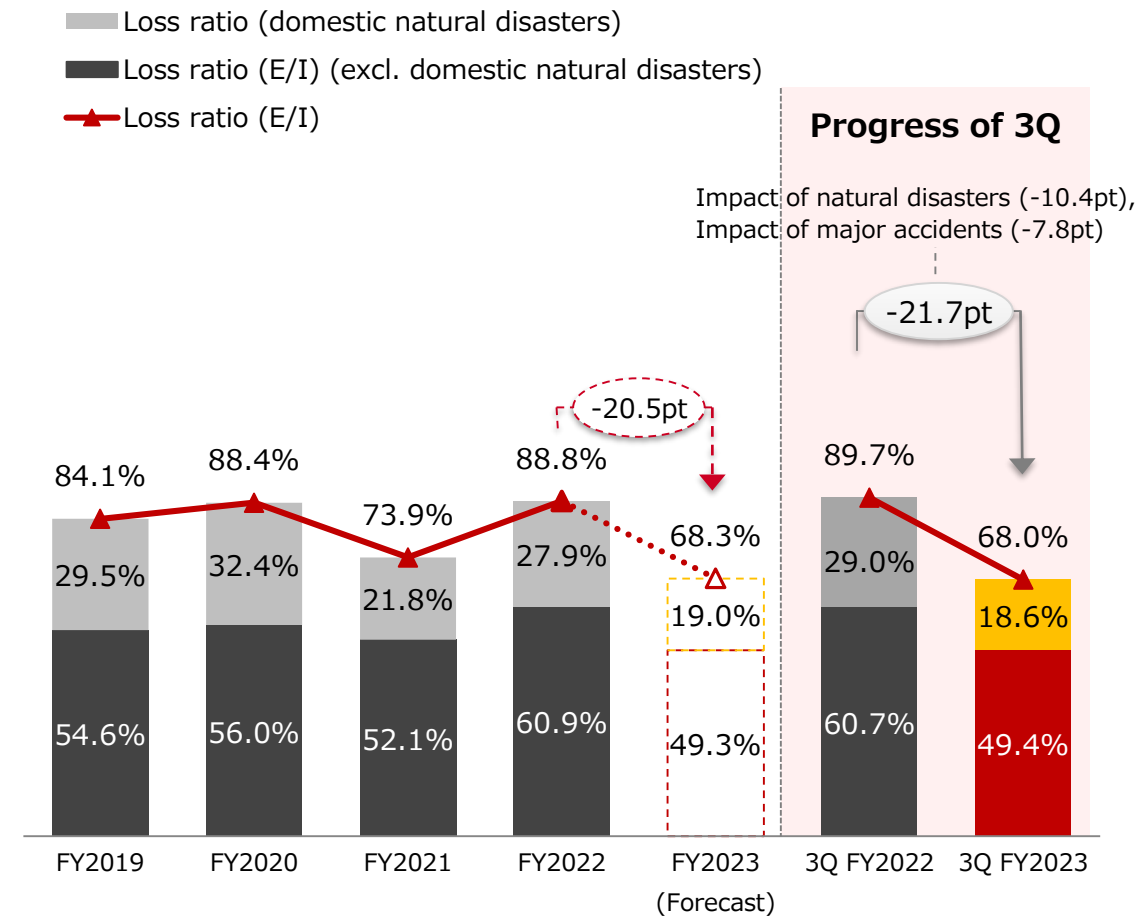 Loss ratio (domestic natural disasters)
Loss ratio (E/I) (excl. domestic natural disasters)
Loss ratio (E/I)
Progress of 3Q
Impact of natural disasters (-10.4pt),
Impact of major accidents (-7.8pt)
-21.7pt
-20.5pt
84.1%
88.4%
73.9%
88.8%
68.3%
89.7%
68.0%
29.5%
32.4%
21.8%
27.9%
19.0%
29.0%
18.6%
54.6%
56.0%
52.1%
60.9%
49.3%
60.7%
49.4%
FY2019
FY2020
FY2021
FY2022
FY2023
(Forecast)
3Q FY2022
3Q FY2023